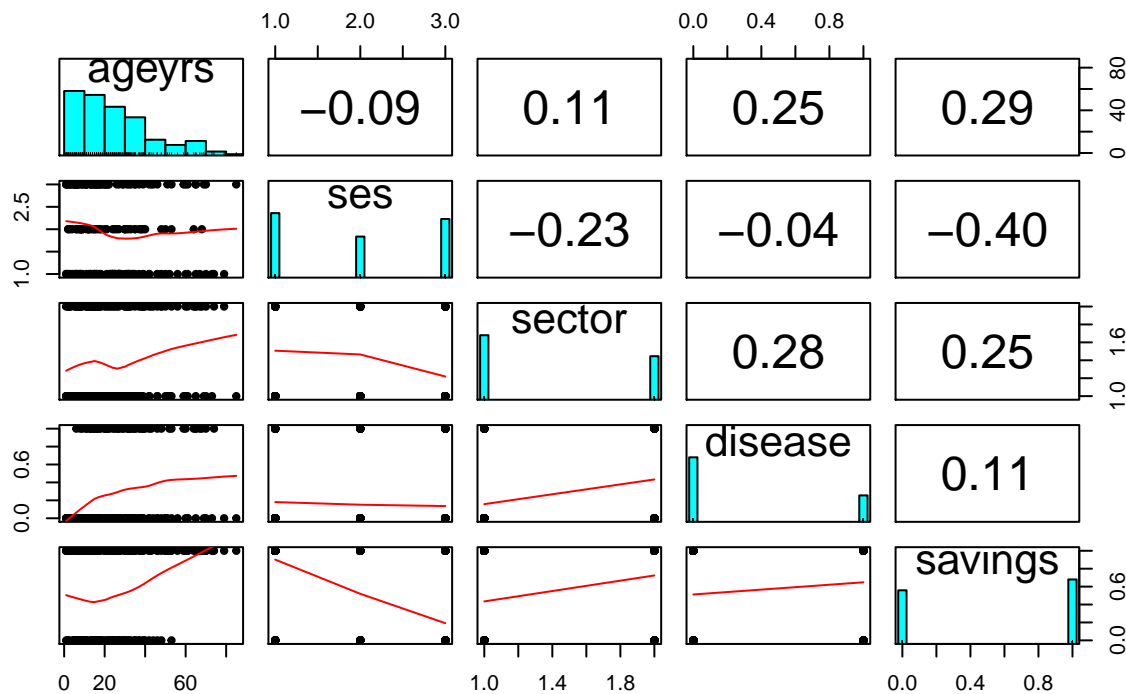 1.0 2.0 3.0 0.0 0.4 0.8
ageyrs −0.09 0.11 0.25 0.29 0 40 80
1.0 2.5 ses −0.23 −0.04 −0.40
sector 0.28 0.25 1.0 1.6
0.0 0.6 disease 0.11
savings 0.0 0.6
0 20 60 1.0 1.4 1.8 0.0 0.4 0.8